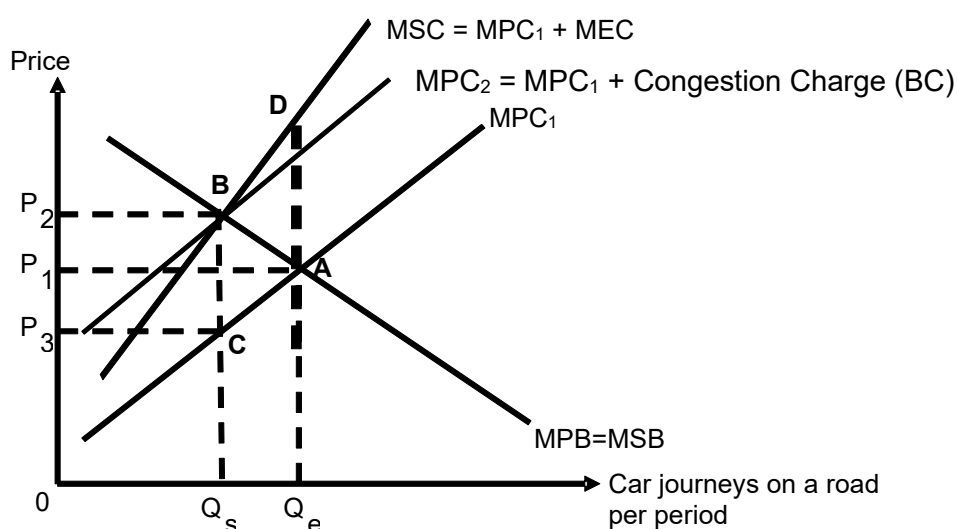 MSC = MPC₁ + MEC
Price
MPC₂ = MPC₁ + Congestion Charge (BC)
D
MPC₁
B
P₂
P₁
A
P₃
C
MPB=MSB
0
Qₛ
Qₑ
Car journeys on a road
per period